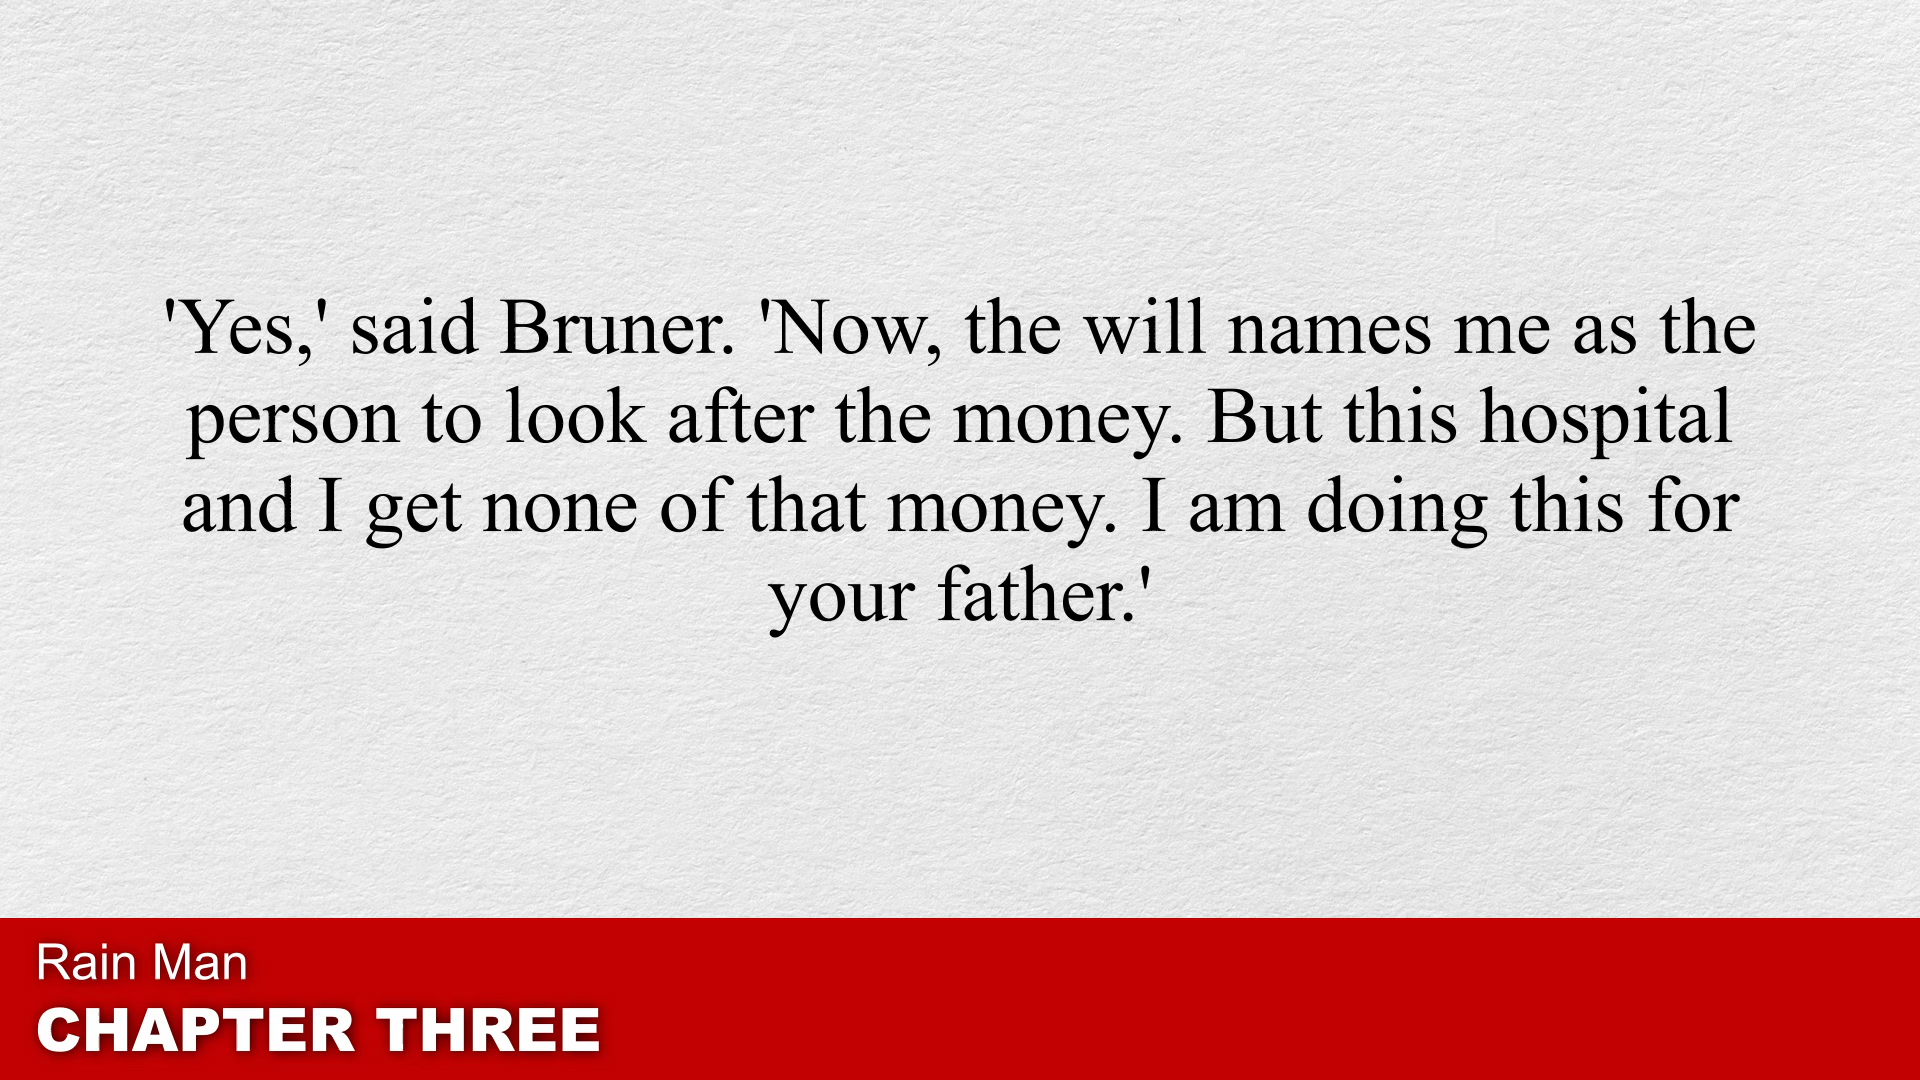 'Yes,' said Bruner. 'Now, the will names me as the
person to look after the money. But this hospital
and I get none of that money. I am doing this for
your father.'
Rain Man
CHAPTER THREE